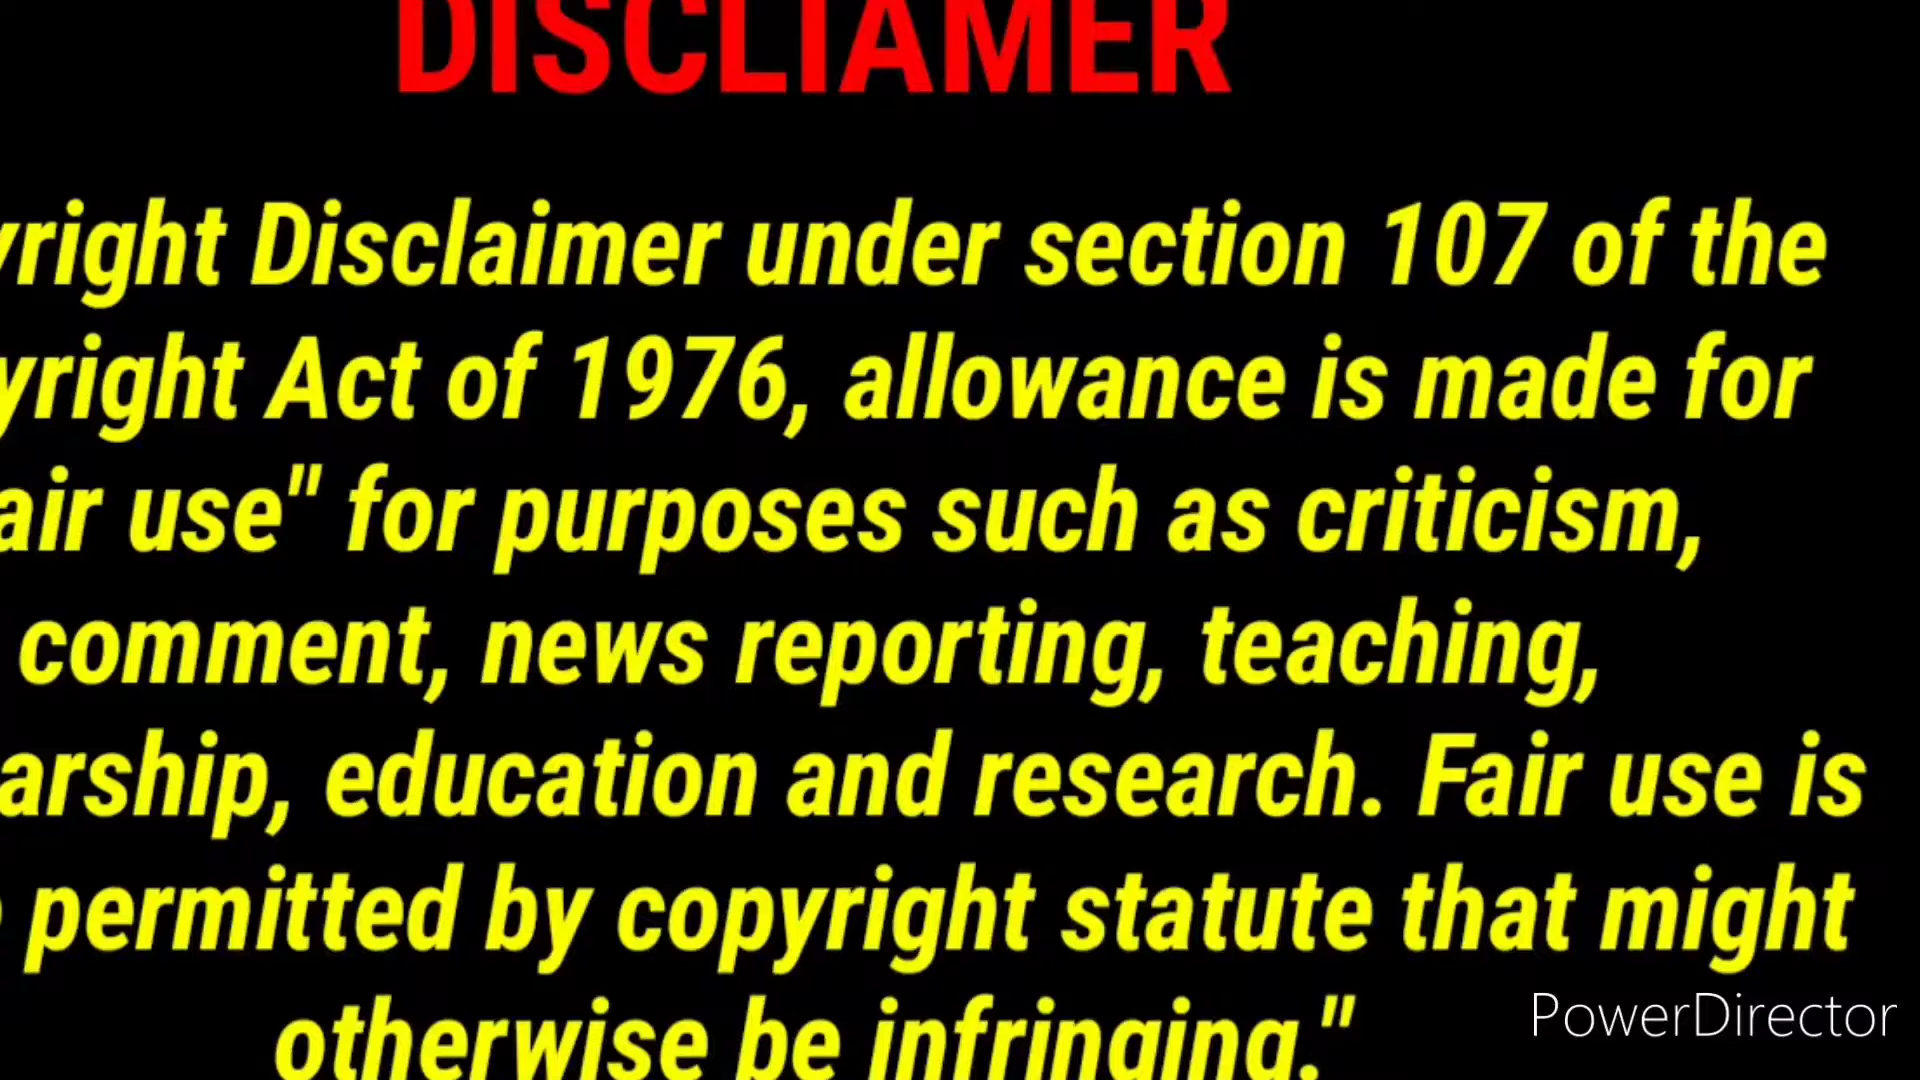 DISCLIAMER
yright Disclaimer under section 107 of the
yright Act of 1976, allowance is made for
air use" for purposes such as criticism,
comment, news reporting, teaching,
arship, education and research. Fair use is
permitted by copyright statute that might
otherwise be infringing."
PowerDirector